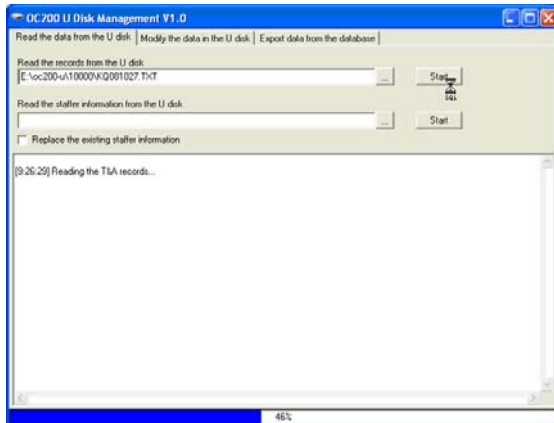 OC200 U Disk Management V1.0
Read the data from the U disk Modify the data in the U disk Export data from the database
Read the records from the U disk
E:\oc200-u\10000\KQ081027.TXT ... Start
SQL
Read the staffer information from the U disk
... Start
Replace the existing staffer information
[9:26:29] Reading the T&A records...
46%